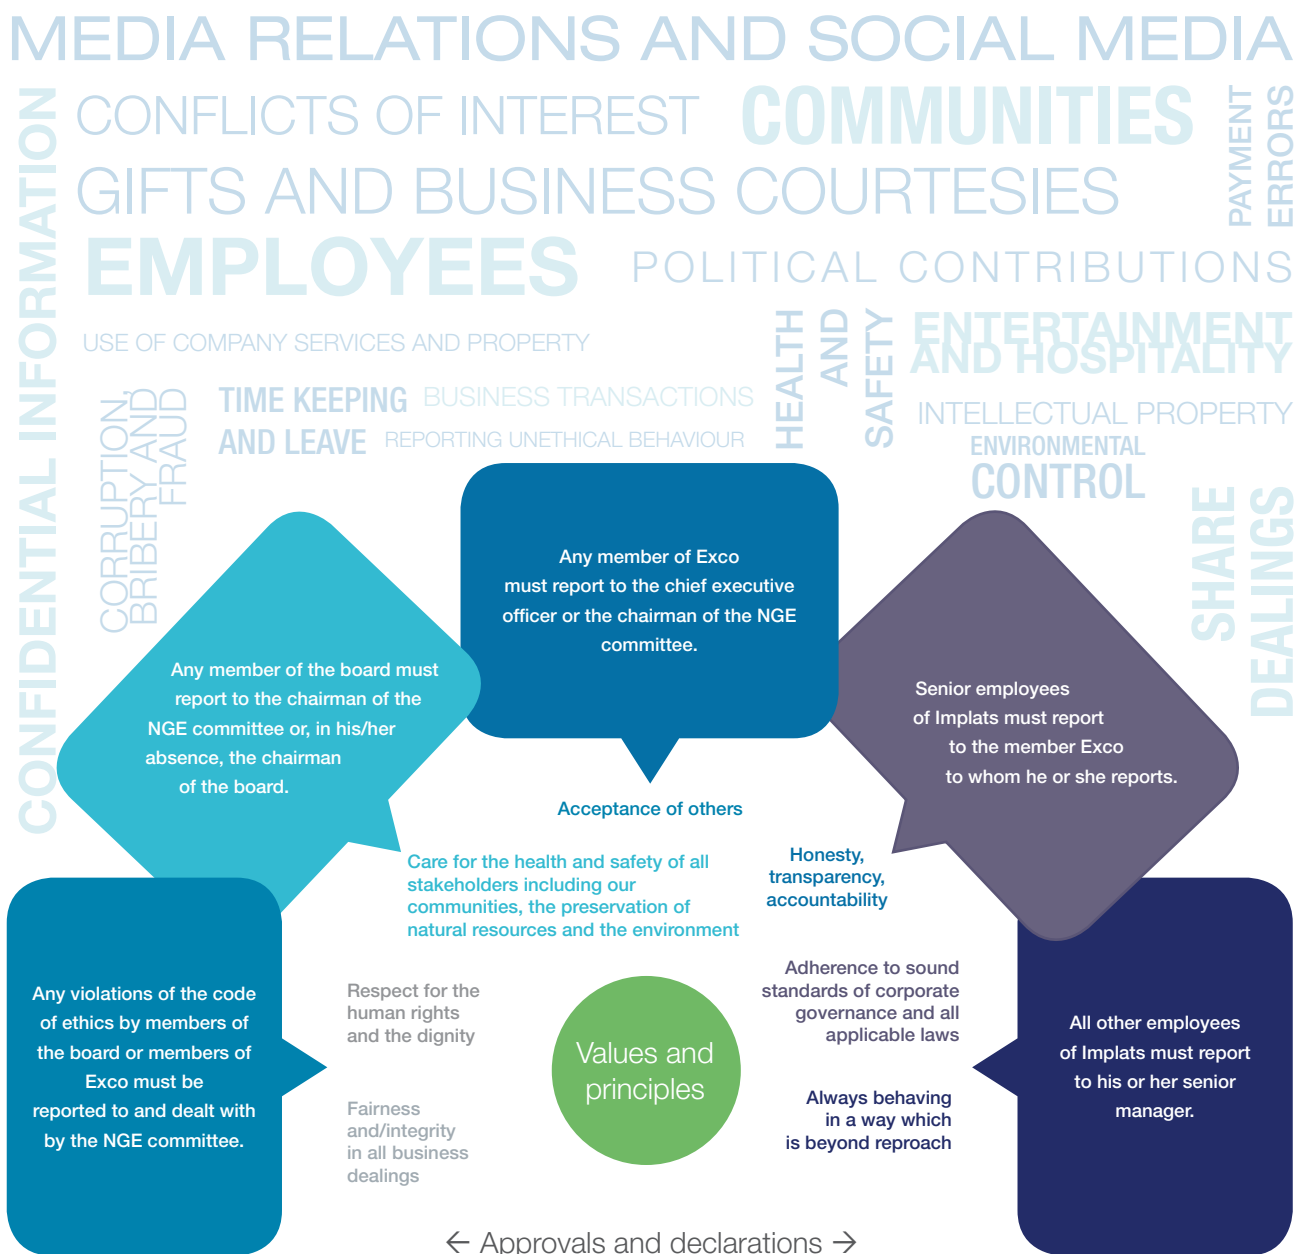 MEDIA RELATIONS AND SOCIAL MEDIA
CONFIDENTIAL INFORMATION
CONFLICTS OF INTEREST
COMMUNITIES
PAYMENT
ERRORS
GIFTS AND BUSINESS COURTESIES
EMPLOYEES
POLITICAL CONTRIBUTIONS
USE OF COMPANY SERVICES AND PROPERTY
HEALTH
AND
SAFETY
ENTERTAINMENT
AND HOSPITALITY
CORRUPTION,
BRIBERY AND
FRAUD
TIME KEEPING
AND LEAVE
BUSINESS TRANSACTIONS
REPORTING UNETHICAL BEHAVIOUR
INTELLECTUAL PROPERTY
ENVIRONMENTAL
CONTROL
SHARE
DEALINGS
Any member of Exco
must report to the chief executive
officer or the chairman of the NGE
committee.
Any member of the board must
report to the chairman of the
NGE committee or, in his/her
absence, the chairman
of the board.
Senior employees
of Implats must report
to the member Exco
to whom he or she reports.
Acceptance of others
Care for the health and safety of all
stakeholders including our
communities, the preservation of
natural resources and the environment
Honesty,
transparency,
accountability
Any violations of the code
of ethics by members of
the board or members of
Exco must be
reported to and dealt with
by the NGE committee.
Respect for the
human rights
and the dignity
Fairness
and/integrity
in all business
dealings
Values and
principles
Adherence to sound
standards of corporate
governance and all
applicable laws
Always behaving
in a way which
is beyond reproach
All other employees
of Implats must report
to his or her senior
manager.
← Approvals and declarations →